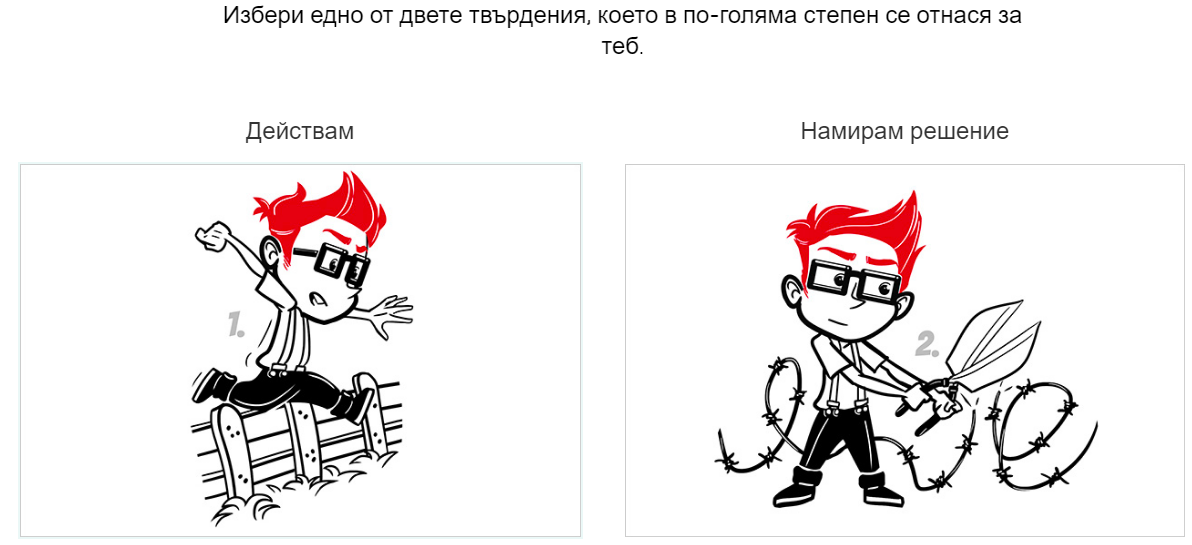 Избери едно от двете твърдения, което в по-голяма степен се отнася за
теб.
Действам
Намирам решение
1.
2.